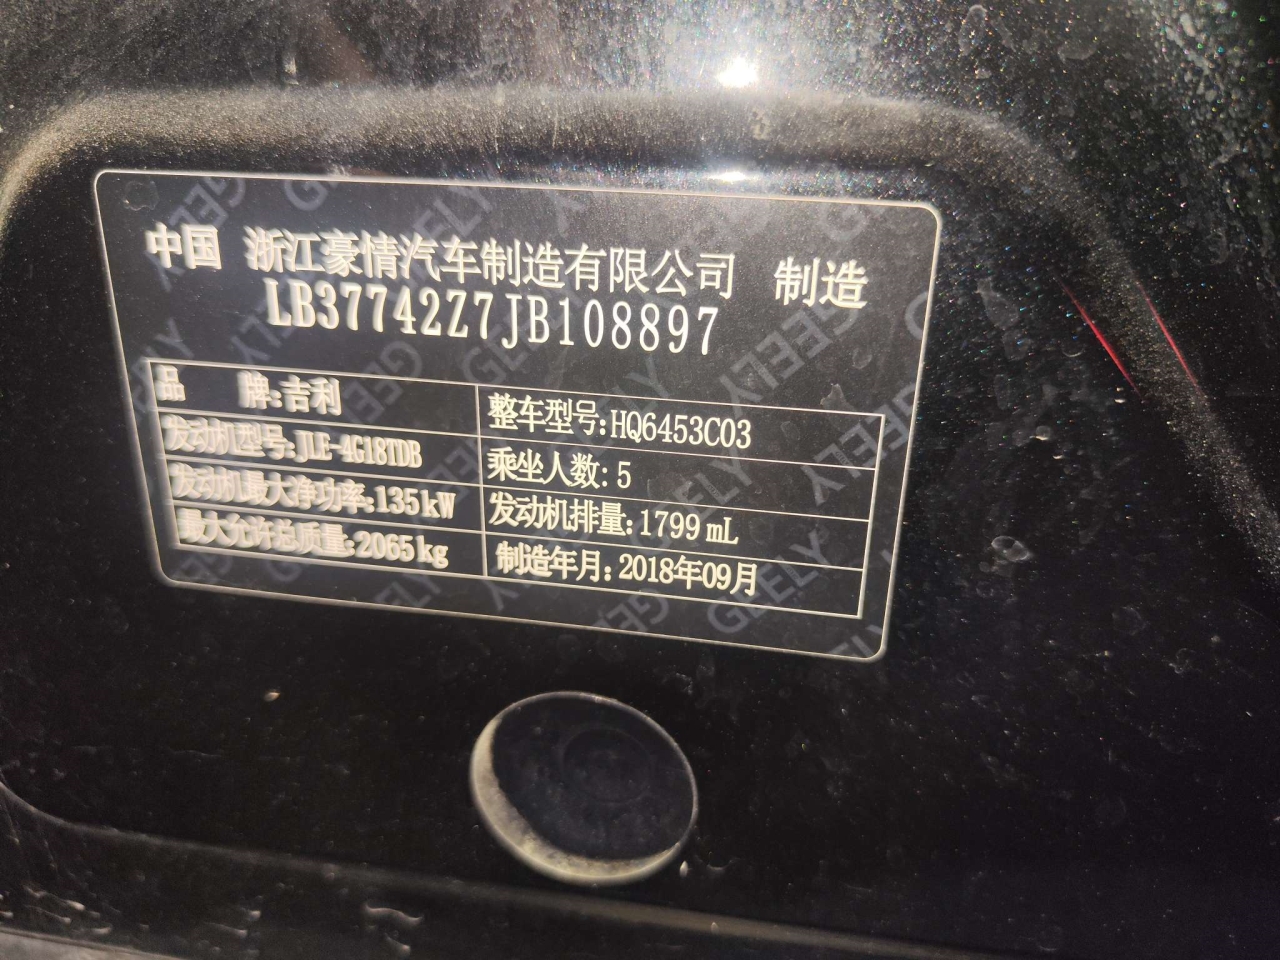 中国 浙江豪情汽车制造有限公司 制造
LB37742Z7JB108897
品 牌:吉利 整车型号:HQ6453C03
发动机型号:JLE-4G18TDB 乘坐人数:5
发动机最大净功率:135kW 发动机排量:1799mL
最大允许总质量:2065kg 制造年月:2018年09月
GEELY